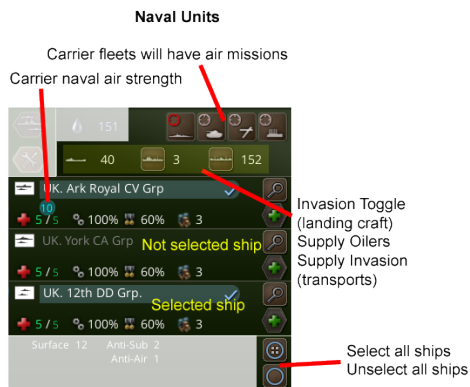 Naval Units
Carrier fleets will have air missions
Carrier naval air strength
151
40 3 152
UK. Ark Royal CV Grp
10
5/5 100% 60% 3
UK. York CA Grp
Not selected ship
5/5 100% 60% 3
UK. 12th DD Grp.
Selected ship
5/5 100% 60% 3
Surface 12 Anti-Sub 2
Anti-Air 1
Invasion Toggle
(landing craft)
Supply Oilers
Supply Invasion
(transports)
Select all ships
Unselect all ships